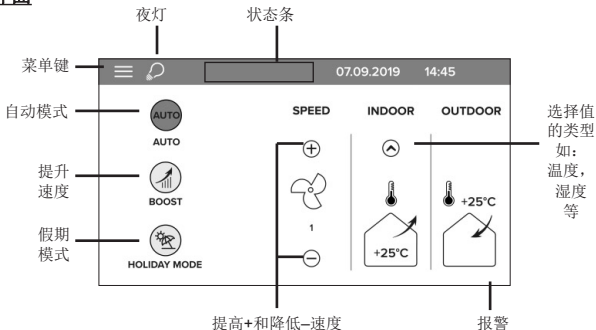 夜灯
状态条
菜单键
07.09.2019 14:45
自动模式
AUTO
AUTO
SPEED
INDOOR
OUTDOOR
选择值
的类型
如：
温度，
湿度
等
提升
速度
BOOST
+25°C
1
+25°C
假期
模式
HOLIDAY MODE
提高+和降低–速度
报警